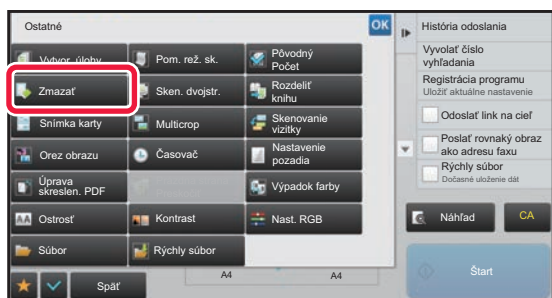 Ostatné
OK
Vytvor. úlohy
Pom. rež. sk.
Pôvodný
Počet
Zmazať
Sken. dvojstr.
Rozdeliť
knihu
Snímka karty
Multicrop
Skenovanie
vizitky
Orez obrazu
Časovač
Nastavenie
pozadia
Úprava
skreslen. PDF
Výpadok farby
AA
Ostrosť
Kontrast
Nast. RGB
Súbor
Rýchly súbor
Späť
A4
A4
História odoslania
Vyvolať číslo
vyhľadania
Registrácia programu
Uložiť aktuálne nastavenie
Odoslať link na cieľ
Poslať rovnaký obraz
ako adresu faxu
Rýchly súbor
Dočasné uloženie dát
Náhľad
CA
Štart